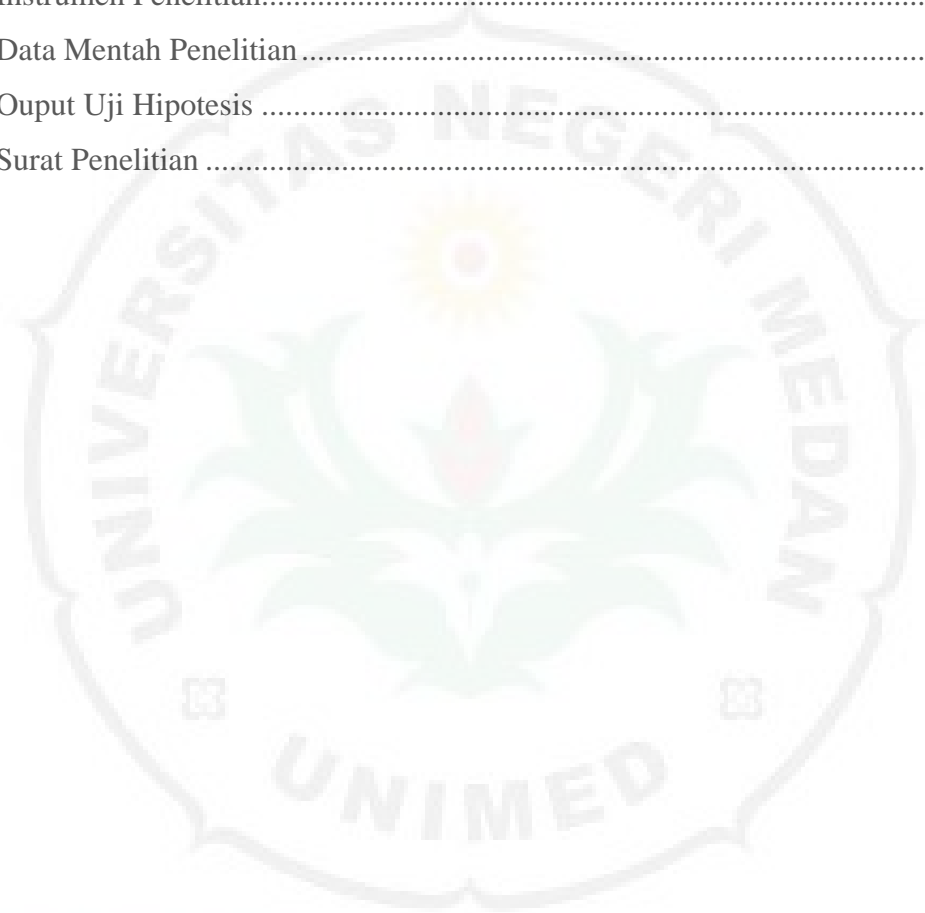 Instrumen Penelitian...............................................................................
Data Mentah Penelitian...........................................................................
Ouput Uji Hipotesis ................................................................................
Surat Penelitian .......................................................................................
UNIVERSITAS NEGERI MEDAN
UNIMED